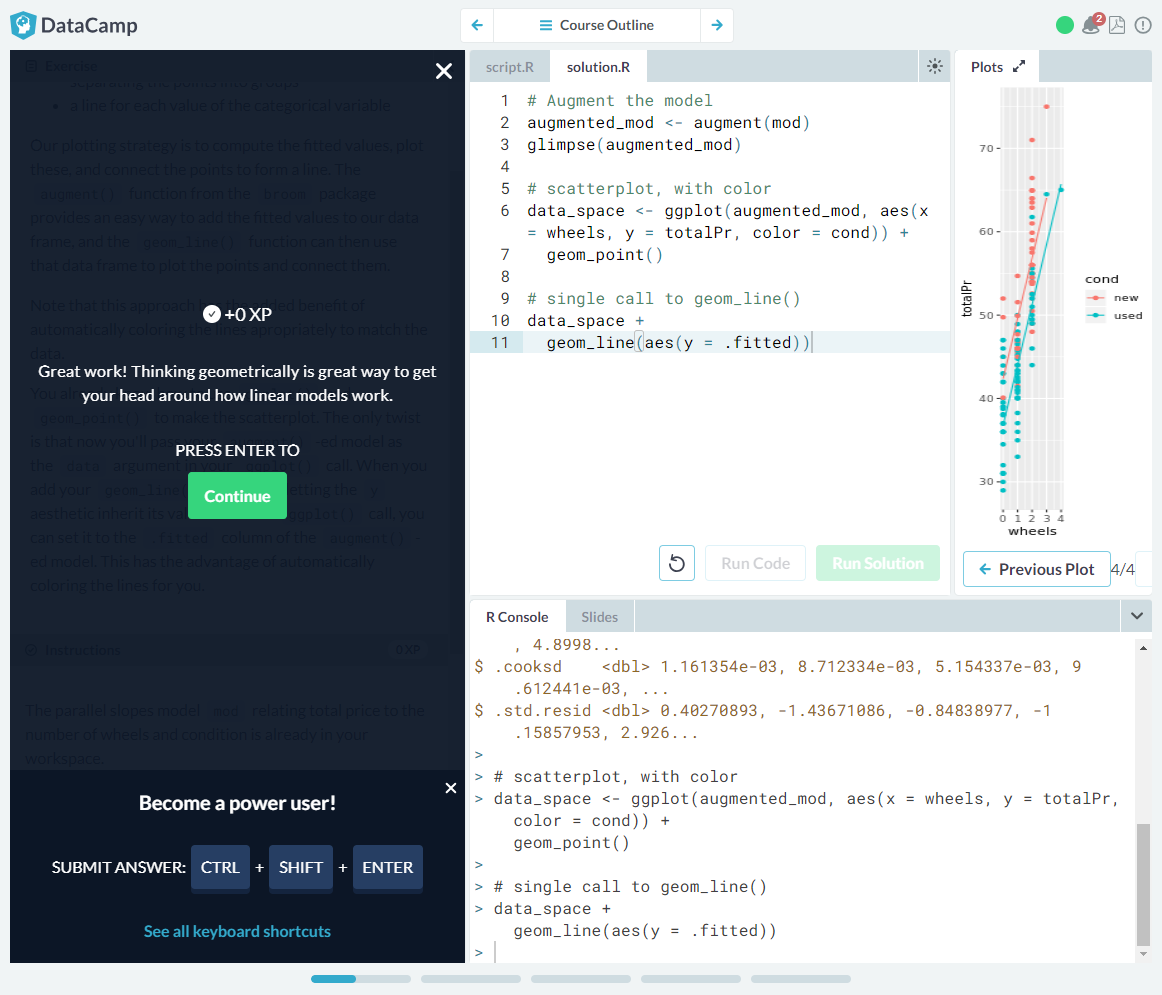 DataCamp
Course Outline
2
Exercise
separating the points into groups
a line for each value of the categorical variable
Our plotting strategy is to compute the fitted values, plot
these, and connect the points to form a line. The
augment() function from the broom package
provides an easy way to add the fitted values to our data
frame, and the geom_line() function can then use
that data frame to plot the points and connect them.
Note that this approach has the added benefit of
automatically coloring the lines apropriately to match the
data.
+0 XP
Great work! Thinking geometrically is great way to get
your head around how linear models work.
You
geom_point() to make the scatterplot. The only twist
is that now you'll pass your augment() -ed model as
the data argument in your ggplot() call. When you
add your geom_line
etting the y
aesthetic inherit its va
ggplot() call, you
can set it to the .fitted column of the augment() -
ed model. This has the advantage of automatically
coloring the lines for you.
PRESS ENTER TO
Continue
Instructions
0 XP
The parallel slopes model mod relating total price to the
number of wheels and condition is already in your
workspace.
Become a power user!
SUBMIT ANSWER: CTRL + SHIFT + ENTER
See all keyboard shortcuts
script.R
solution.R
1 # Augment the model
2 augmented_mod <- augment(mod)
3 glimpse(augmented_mod)
4
5 # scatterplot, with color
6 data_space <- ggplot(augmented_mod, aes(x
= wheels, y = totalPr, color = cond)) +
7 geom_point()
8
9 # single call to geom_line()
10 data_space +
11 geom_line(aes(y = .fitted))
Run Code
Run Solution
Plots
70
60
50
40
30
totalPr
0 1 2 3 4
wheels
cond
new
used
Previous Plot
4/4
R Console
Slides
, 4.8998...
$ .cooksd <dbl> 1.161354e-03, 8.712334e-03, 5.154337e-03, 9
.612441e-03, ...
$ .std.resid <dbl> 0.40270893, -1.43671086, -0.84838977, -1
.15857953, 2.926...
>
> # scatterplot, with color
> data_space <- ggplot(augmented_mod, aes(x = wheels, y = totalPr,
color = cond)) +
geom_point()
>
> # single call to geom_line()
> data_space +
geom_line(aes(y = .fitted))
>